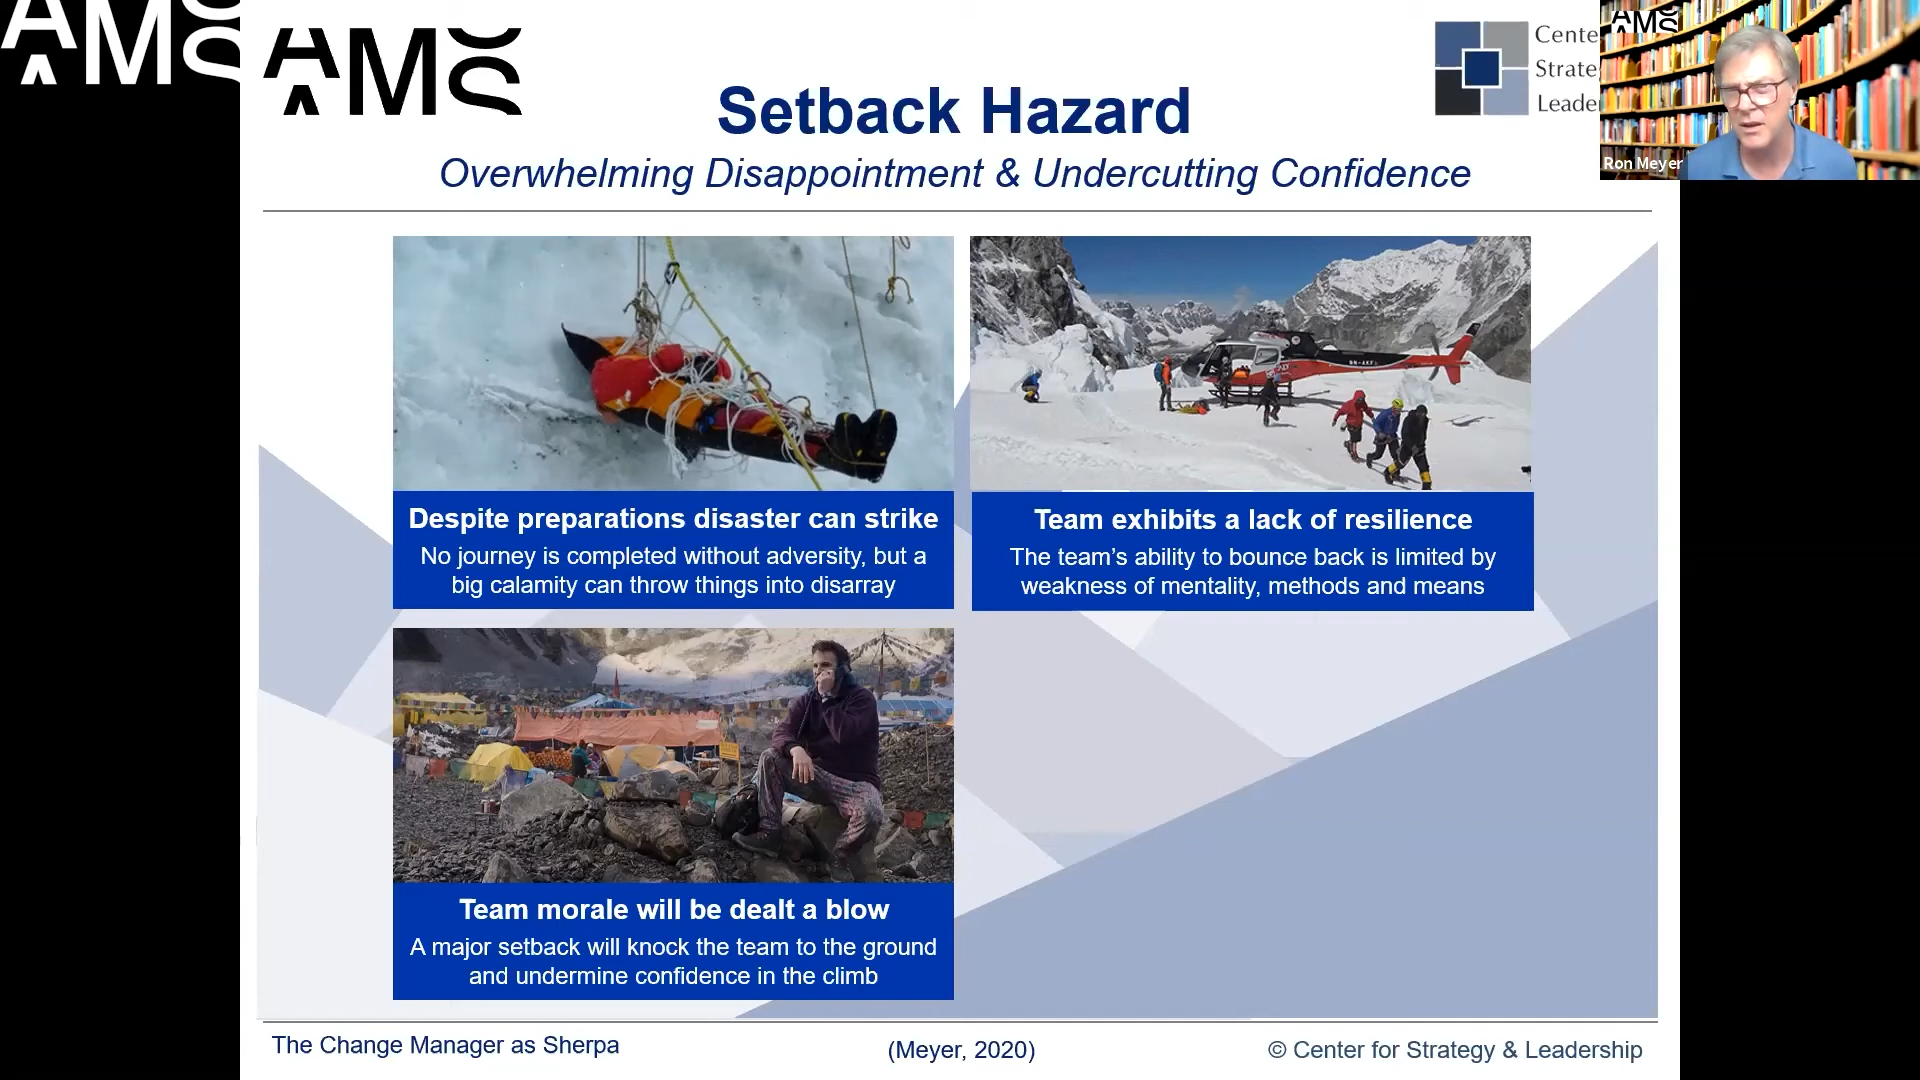 AMS
AMS
AMS
Setback Hazard
Overwhelming Disappointment & Undercutting Confidence
Cente
Strate
Leade
Ron Meyer
Despite preparations disaster can strike
No journey is completed without adversity, but a
big calamity can throw things into disarray
Team exhibits a lack of resilience
The team’s ability to bounce back is limited by
weakness of mentality, methods and means
Team morale will be dealt a blow
A major setback will knock the team to the ground
and undermine confidence in the climb
The Change Manager as Sherpa
(Meyer, 2020)
© Center for Strategy & Leadership